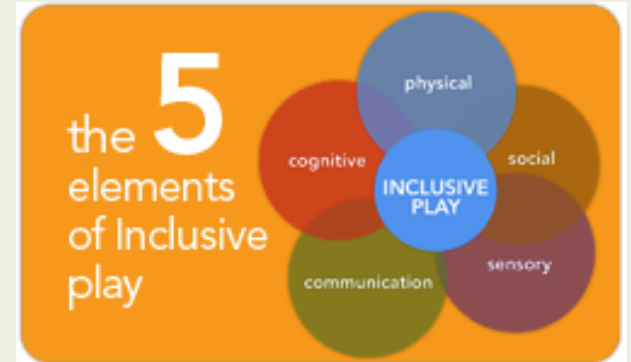 the 5
elements
of Inclusive
play
physical
cognitive
social
INCLUSIVE
PLAY
sensory
communication